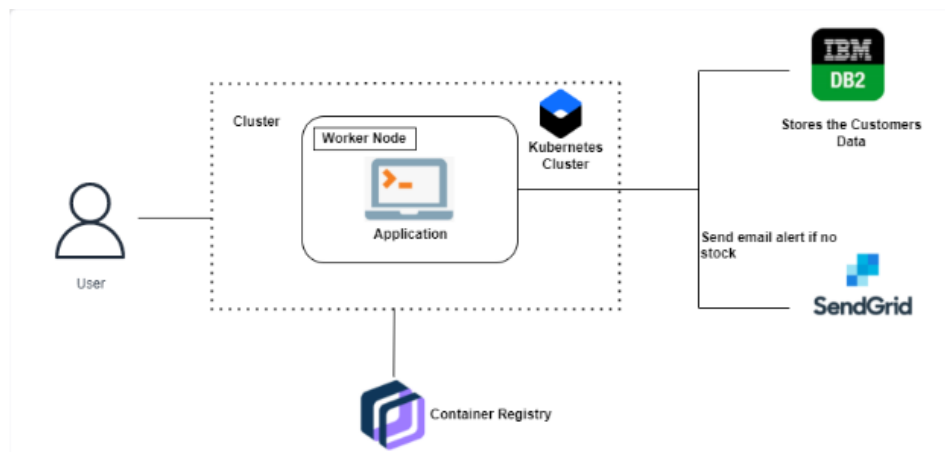 IBM
DB2
Stores the Customers
Data
Cluster
Worker Node
Kubernetes
Cluster
Application
User
Send email alert if no
stock
SendGrid
Container Registry